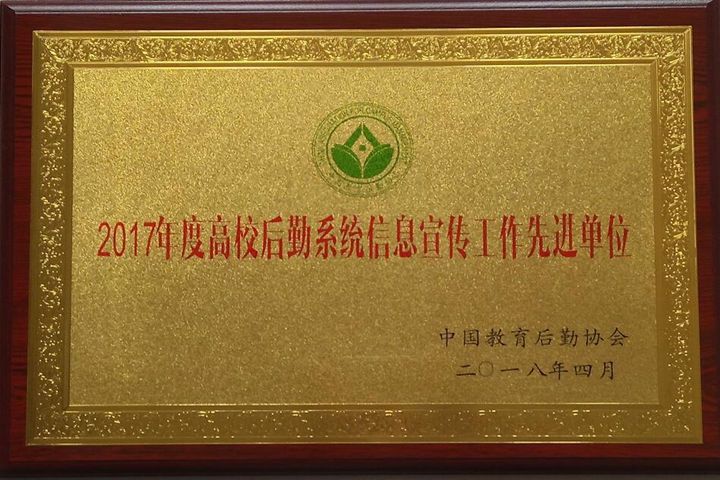 2017年度高校后勤系统信息宣传工作先进单位
中国教育后勤协会
二〇一八年四月